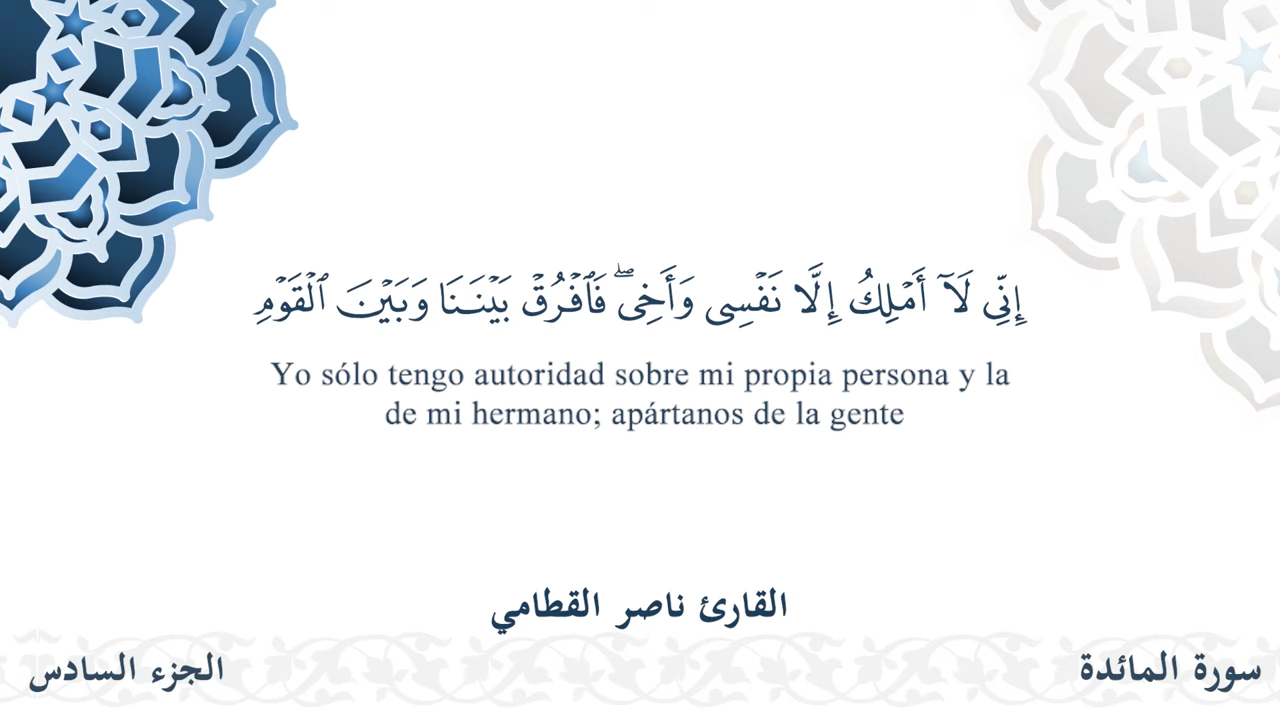 إِنِّي لَآ أَمۡلِكُ إِلَّا نَفۡسِي وَأَخِيۖ فَٱفۡرُقۡ بَيۡنَنَا وَبَيۡنَ ٱلۡقَوۡمِ
Yo sólo tengo autoridad sobre mi propia persona y la
de mi hermano; apártanos de la gente
القارئ ناصر القطامي
سورة المائدة
الجزء السادس